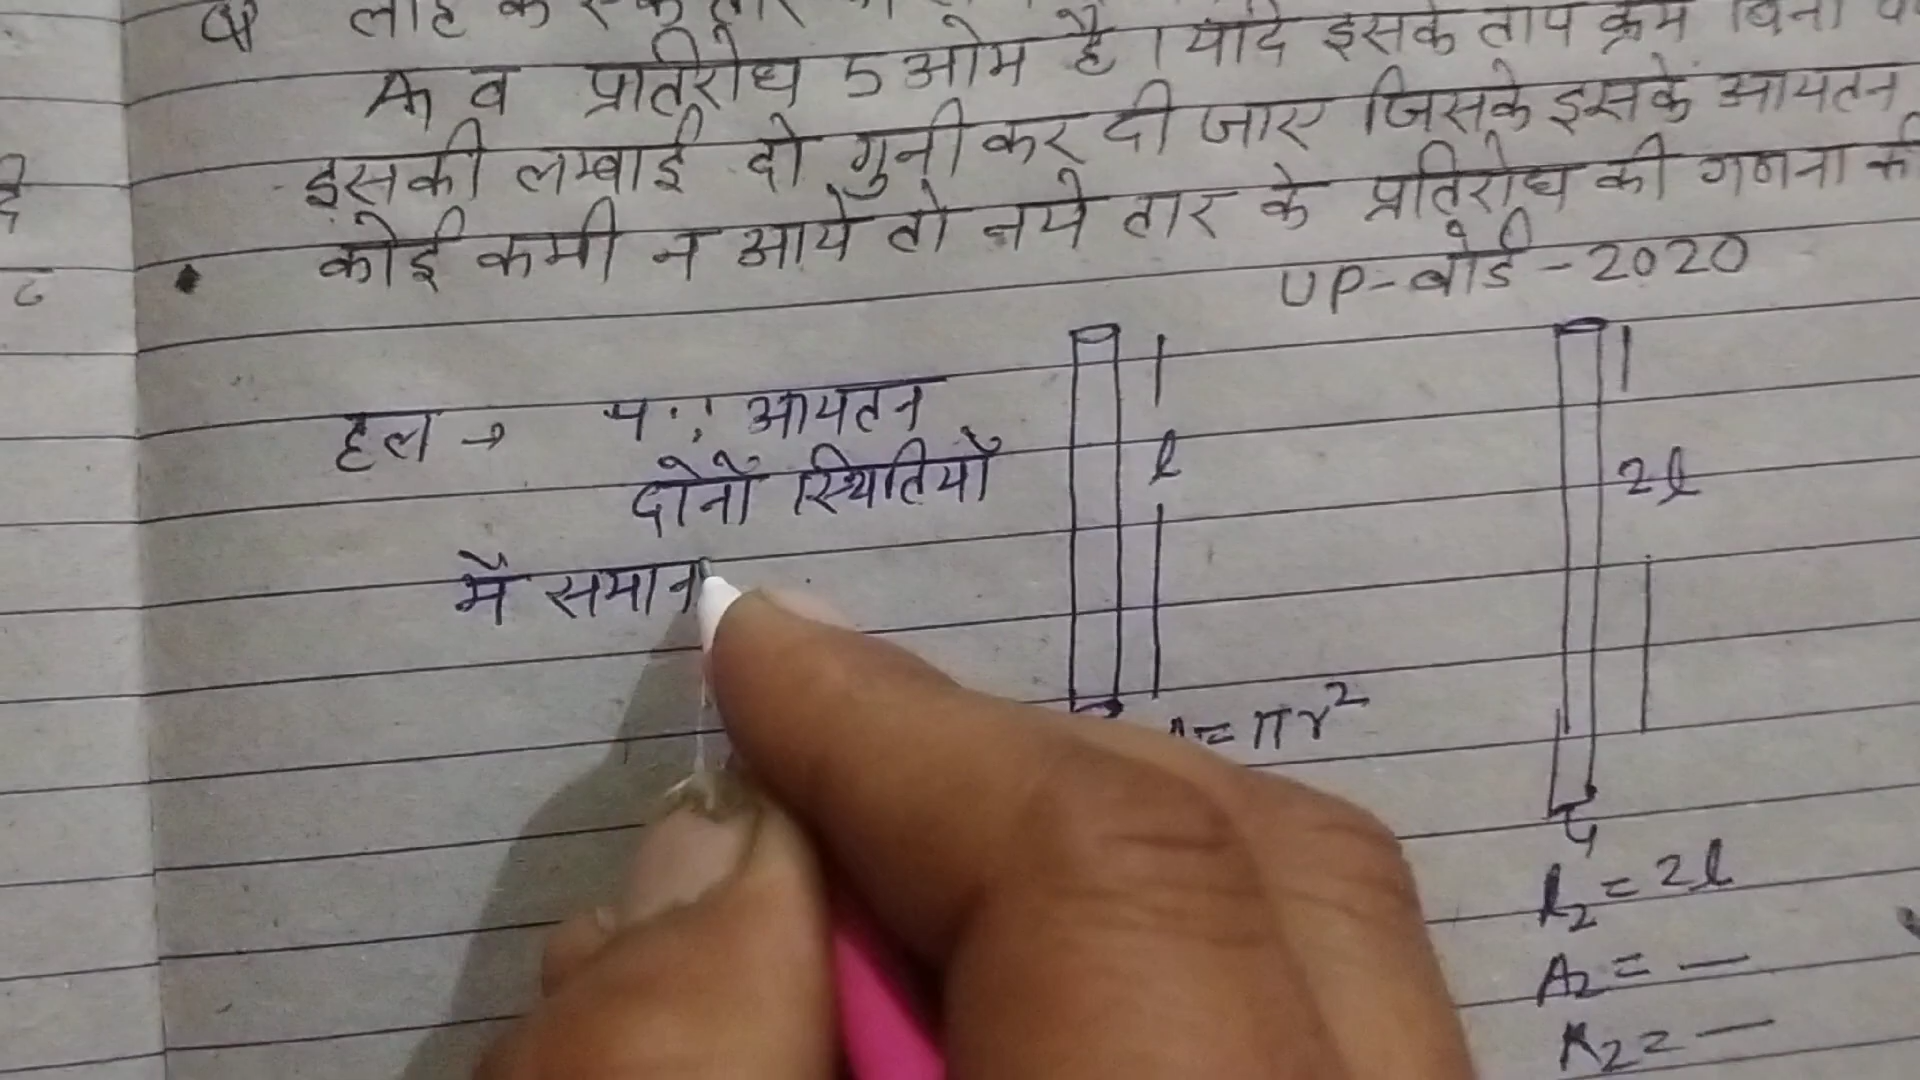 लोहे के एक तार
A व प्रतिरोध 5 ओम है । यदि इसके ताप क्रम बिना
इसकी लम्बाई दो गुनी कर दी जाए जिसके इसके आयतन
कोई कमी न आये तो नये तार के प्रतिरोध की गणना
UP-बोर्ड-2020
हल → ∵ आयतन
दोनों स्थितियों
में समान
l
2l
A=πr²
l₂ = 2l
A₂ = —
R₂ = —